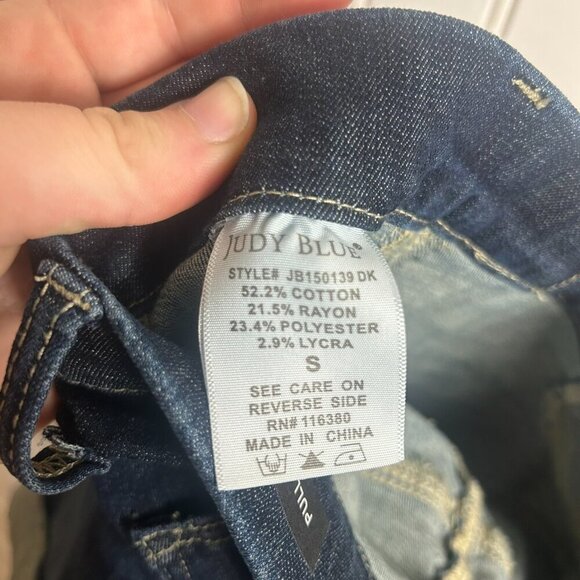 JUDY BLUE®
STYLE# JB150139 DK
52.2% COTTON
21.5% RAYON
23.4% POLYESTER
2.9% LYCRA
S
SEE CARE ON
REVERSE SIDE
RN# 116380
MADE IN CHINA
PULL